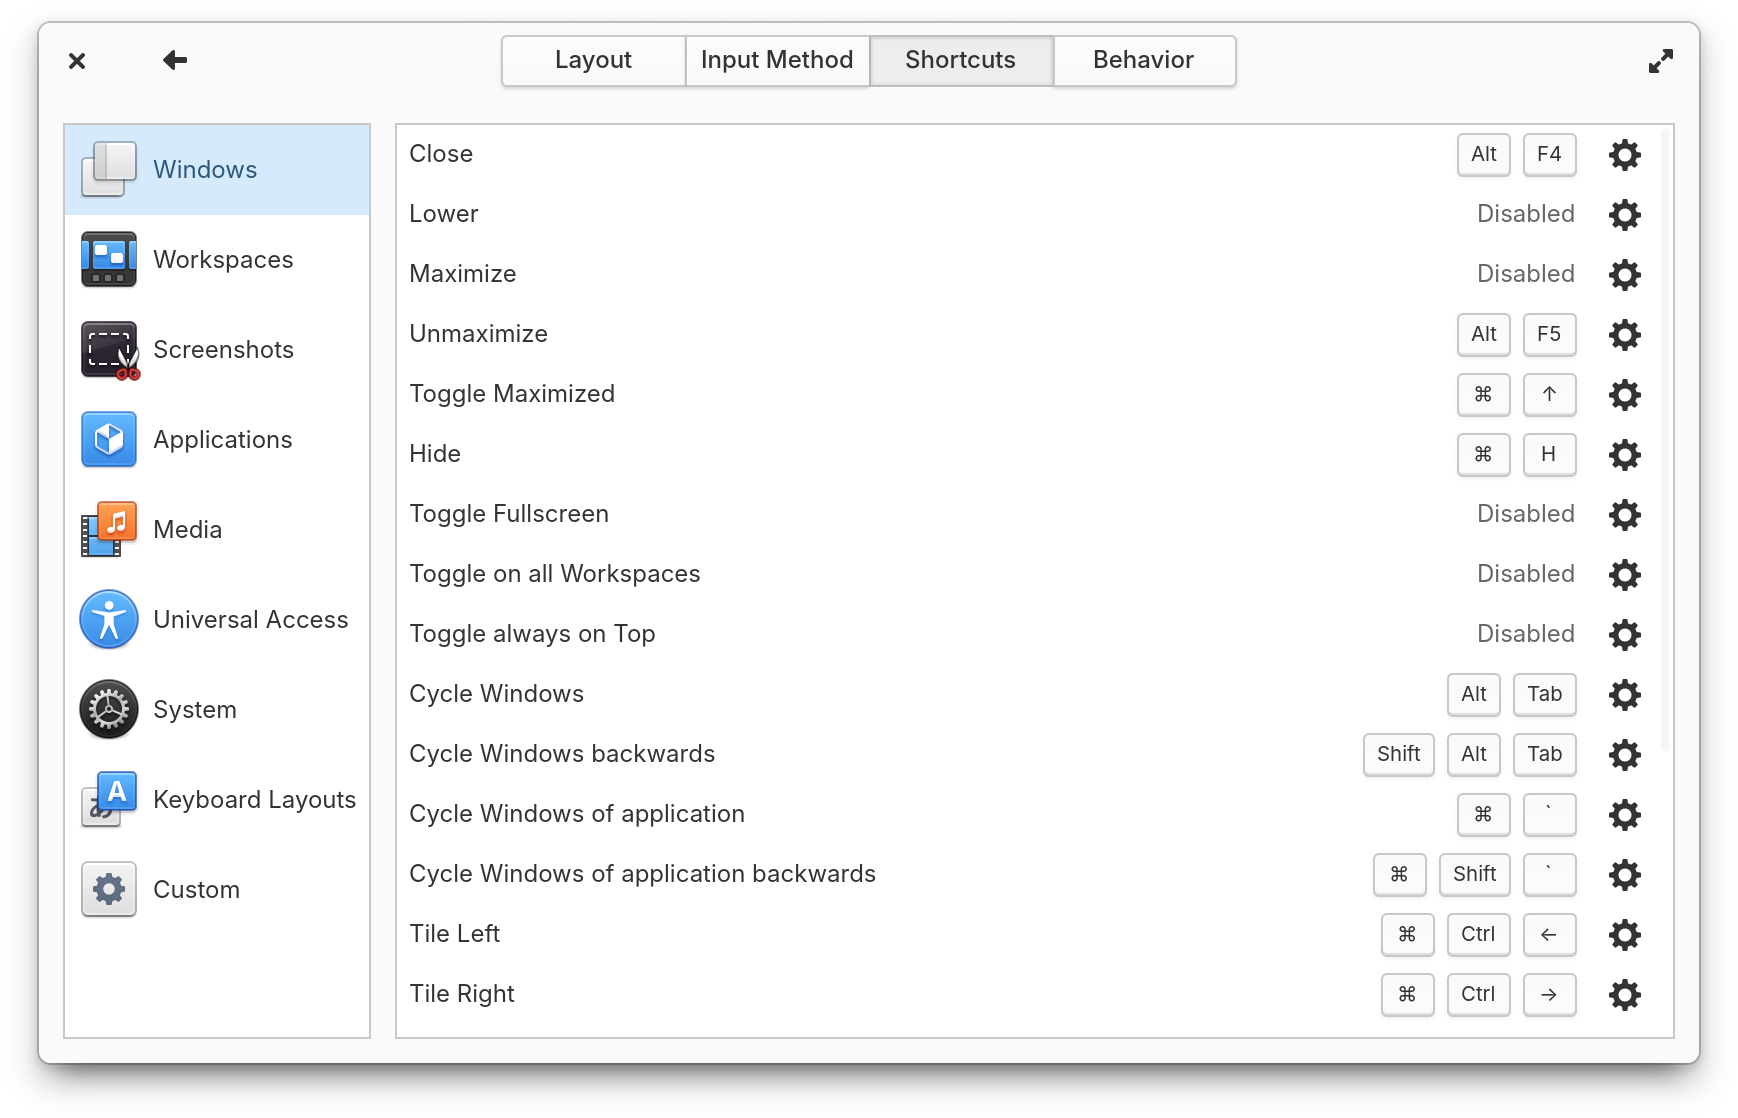 Layout Input Method Shortcuts Behavior
Windows
Workspaces
Screenshots
Applications
Media
Universal Access
System
Keyboard Layouts
Custom
Close Alt F4
Lower Disabled
Maximize Disabled
Unmaximize Alt F5
Toggle Maximized ⌘ ↑
Hide ⌘ H
Toggle Fullscreen Disabled
Toggle on all Workspaces Disabled
Toggle always on Top Disabled
Cycle Windows Alt Tab
Cycle Windows backwards Shift Alt Tab
Cycle Windows of application ⌘ `
Cycle Windows of application backwards ⌘ Shift `
Tile Left ⌘ Ctrl ←
Tile Right ⌘ Ctrl →